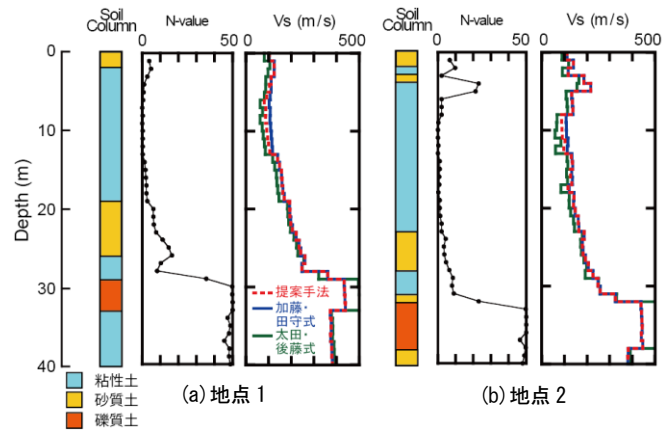 Soil Column
N-value
Vs (m/s)
0
50
0
500
0
10
20
30
40
Depth (m)
提案手法
加藤・田守式
太田・後藤式
粘性土
砂質土
礫質土
(a) 地点 1
Soil Column
N-value
Vs (m/s)
0
50
0
500
(b) 地点 2